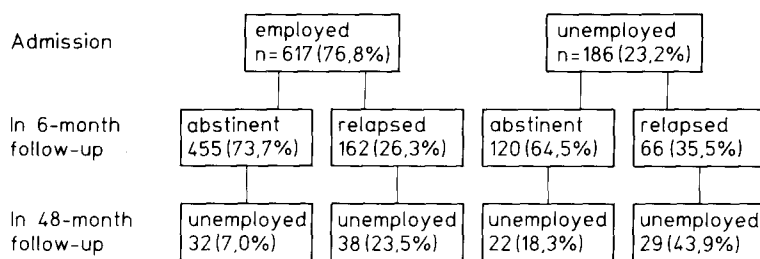 Admission
employed
n=617(76,8%)
unemployed
n=186(23,2%)
In 6-month
follow-up
abstinent
455(73,7%)
relapsed
162(26,3%)
abstinent
120(64,5%)
relapsed
66(35,5%)
In 48-month
follow-up
unemployed
32(7,0%)
unemployed
38(23,5%)
unemployed
22(18,3%)
unemployed
29(43,9%)